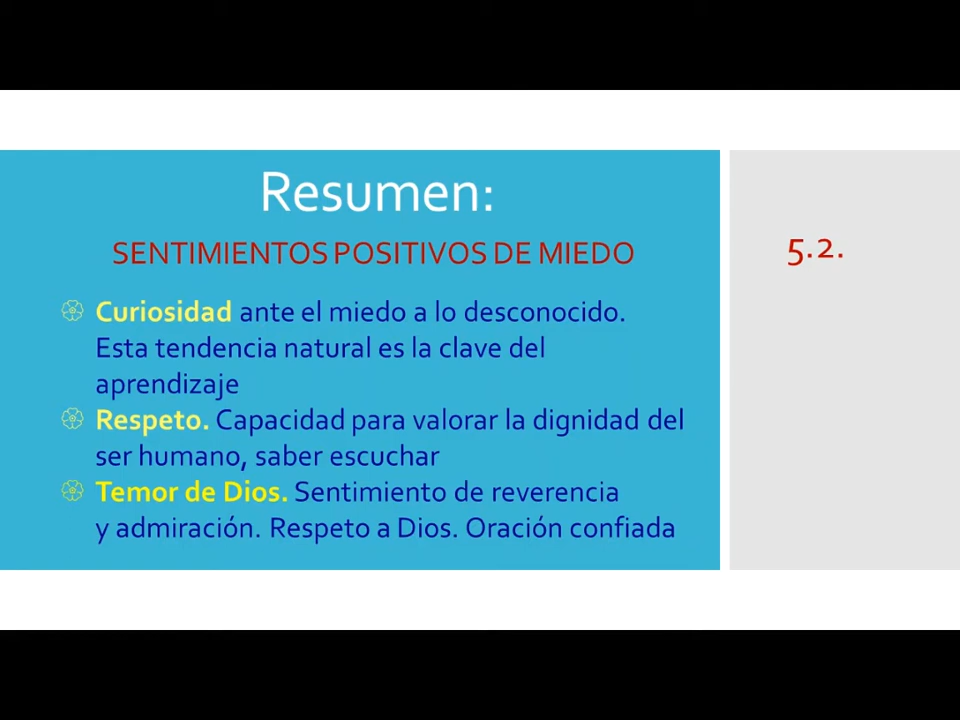 Resumen:
SENTIMIENTOS POSITIVOS DE MIEDO
5.2.
Curiosidad ante el miedo a lo desconocido.
Esta tendencia natural es la clave del
aprendizaje
Respeto. Capacidad para valorar la dignidad del
ser humano, saber escuchar
Temor de Dios. Sentimiento de reverencia
y admiración. Respeto a Dios. Oración confiada